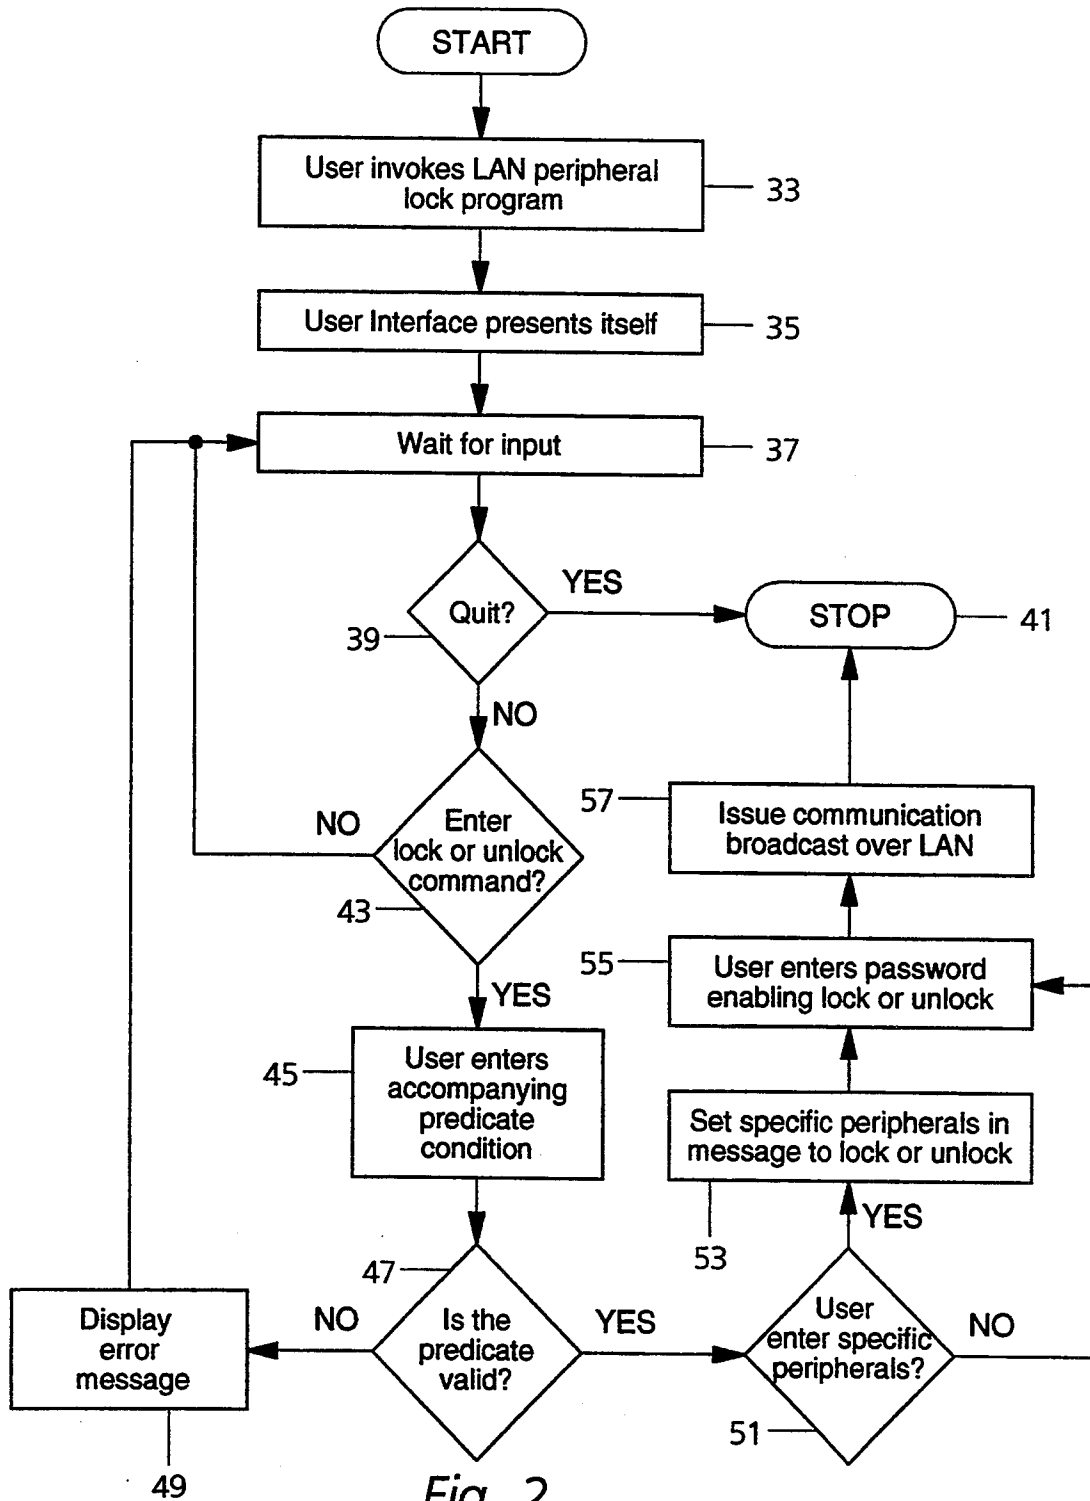 START
User invokes LAN peripheral
lock program
33
User Interface presents itself
35
Wait for input
37
Quit?
39
YES
STOP
41
NO
Enter
lock or unlock
command?
43
NO
YES
User enters
accompanying
predicate
condition
45
Is the
predicate
valid?
47
NO
Display
error
message
49
YES
User
enter specific
peripherals?
51
NO
YES
Set specific peripherals in
message to lock or unlock
53
User enters password
enabling lock or unlock
55
Issue communication
broadcast over LAN
57
Fig. 2